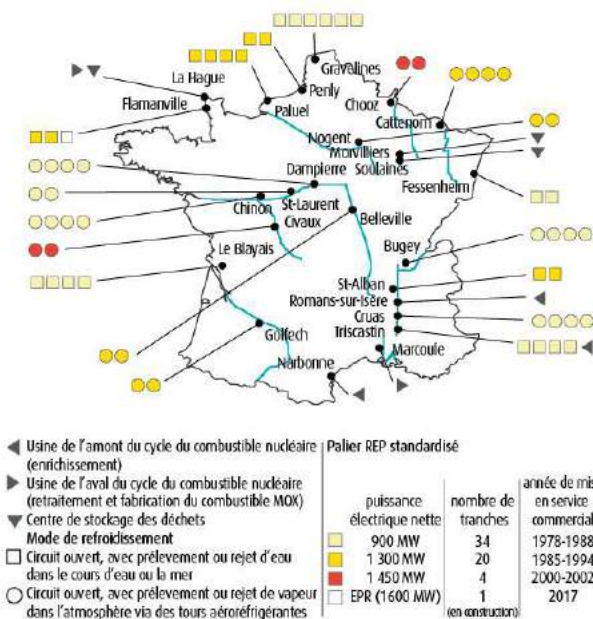 Gravelines
La Hague
Penly
Flamanville
Paluel
Chooz
Cattenom
Nogent
Morvilliers
Soulaines
Dampierre
Fessenheim
St-Laurent
Chinon
Civaux
Belleville
Bugey
Le Blayais
St-Alban
Romans-sur-Isère
Cruas
Triscastin
Golfech
Marcoule
Narbonne
Usine de l'amont du cycle du combustible nucléaire
(enrichissement)
Usine de l'aval du cycle du combustible nucléaire
(retraitement et fabrication du combustible MOX)
Centre de stockage des déchets
Mode de refroidissement
Circuit ouvert, avec prélevement ou rejet d'eau
dans le cours d'eau ou la mer
Circuit ouvert, avec prélevement ou rejet de vapeur
dans l'atmosphère via des tours aéroréfrigérantes
Palier REP standardisé
puissance électrique nette
nombre de tranches
année de mis en service commercial
900 MW 34 1978-1988
1 300 MW 20 1985-1994
1 450 MW 4 2000-2002
EPR (1600 MW) 1 2017
(en construction)